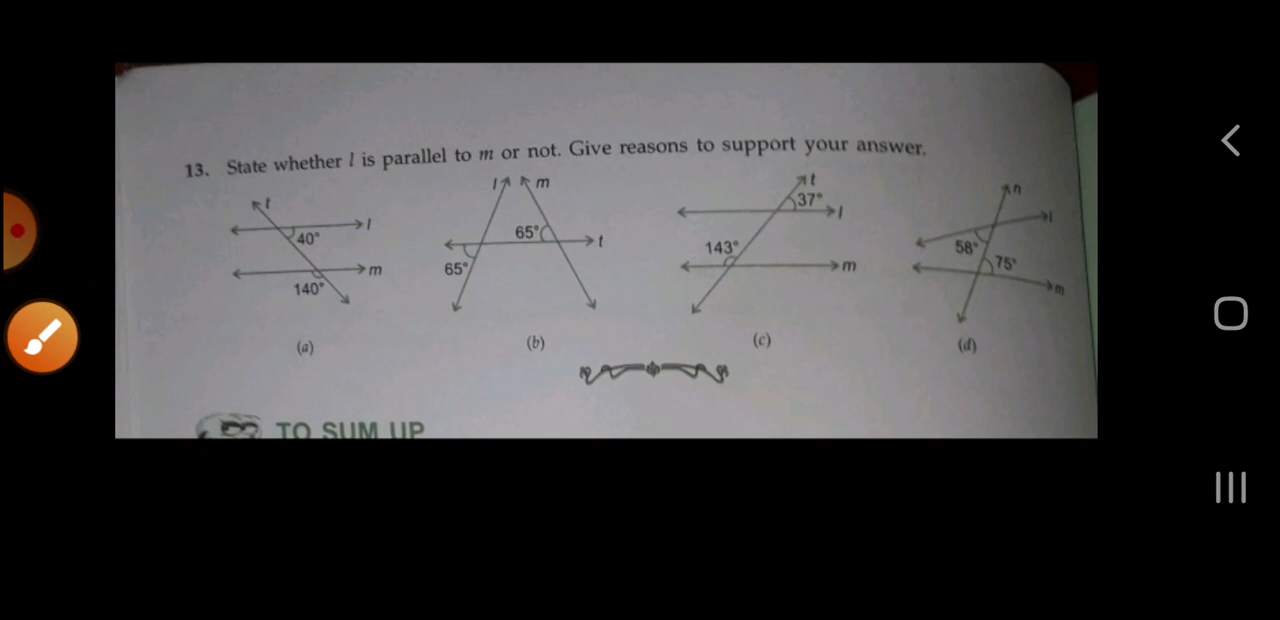 13. State whether l is parallel to m or not. Give reasons to support your answer.
t
l
40°
m
140°
(a)
l
m
65°
t
65°
(b)
t
37°
l
143°
m
(c)
n
l
58°
75°
m
(d)
TO SUM UP